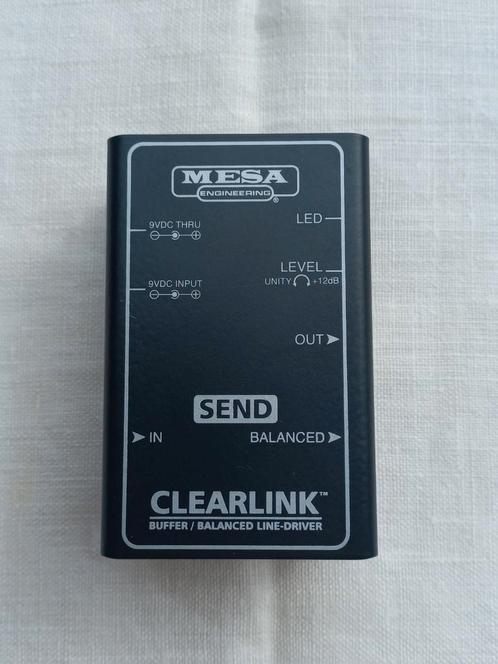 MESA
ENGINEERING®
LED
9VDC THRU
LEVEL
UNITY +12dB
9VDC INPUT
OUT
SEND
IN
BALANCED
CLEARLINK™
BUFFER / BALANCED LINE-DRIVER